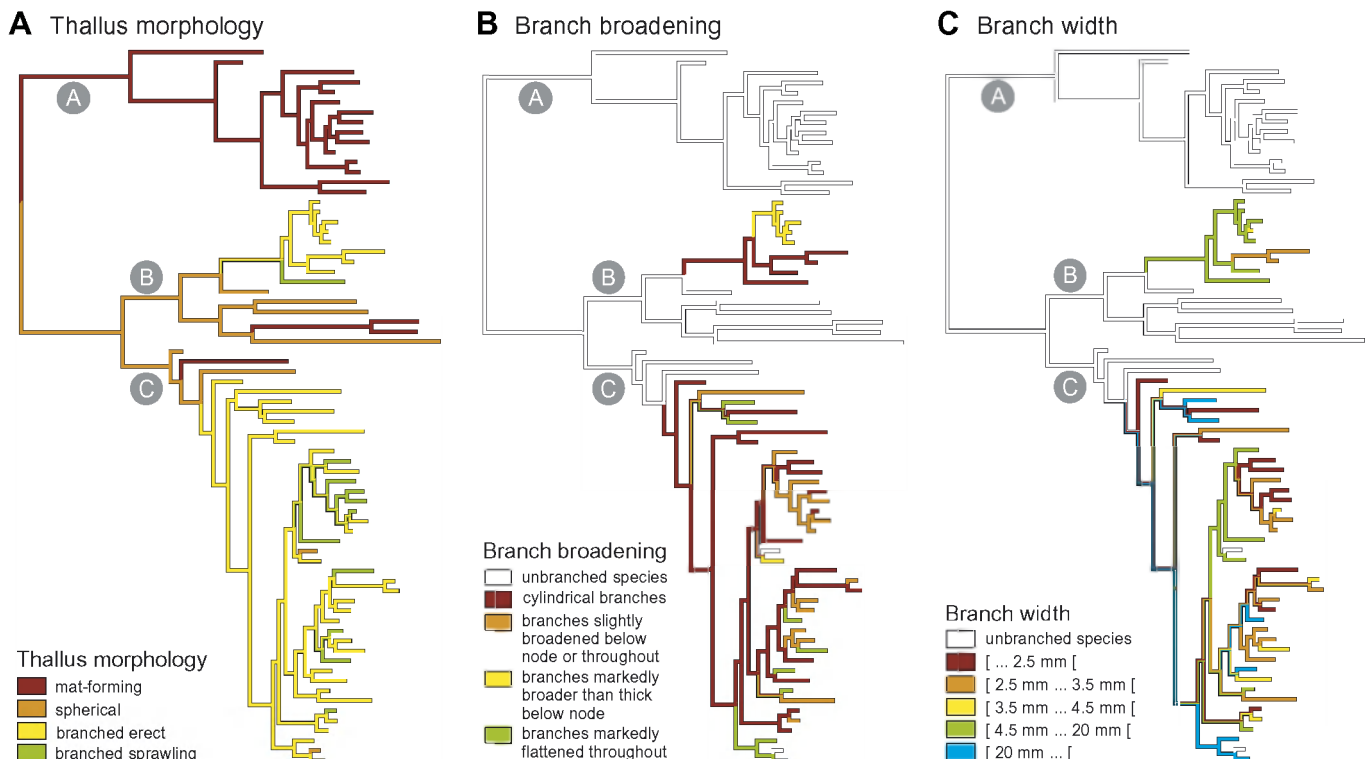 A Thallus morphology
A
B
C
Thallus morphology
mat-forming
spherical
branched erect
branched sprawling
B Branch broadening
A
B
C
Branch broadening
unbranched species
cylindrical branches
branches slightly
broadened below
node or throughout
branches markedly
broader than thick
below node
branches markedly
flattened throughout
C Branch width
A
B
C
Branch width
unbranched species
[ ... 2.5 mm [
[ 2.5 mm ... 3.5 mm [
[ 3.5 mm ... 4.5 mm [
[ 4.5 mm ... 20 mm [
[ 20 mm ... [